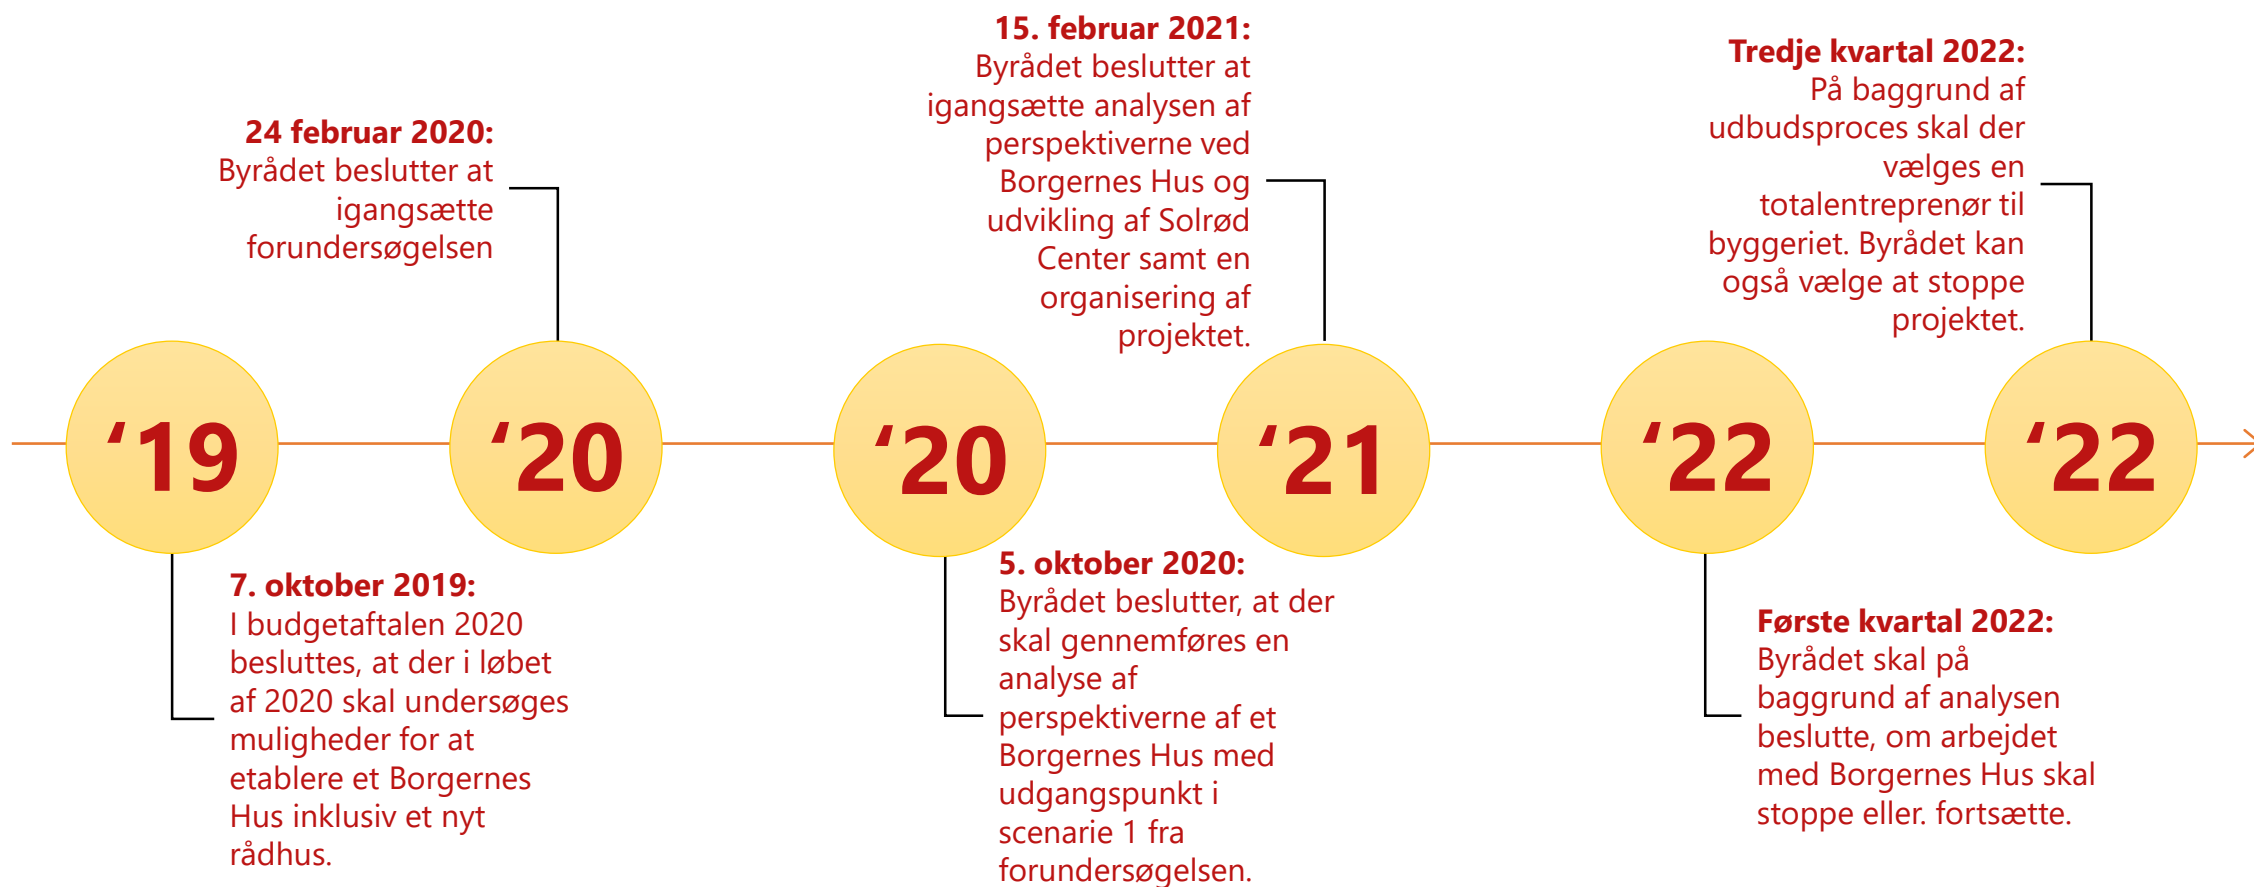 ‘19
7. oktober 2019:
I budgetaftalen 2020
besluttes, at der i løbet
af 2020 skal undersøges
muligheder for at
etablere et Borgernes
Hus inklusiv et nyt
rådhus.
24 februar 2020:
Byrådet beslutter at
igangsætte
forundersøgelsen
‘20
‘20
5. oktober 2020:
Byrådet beslutter, at der
skal gennemføres en
analyse af
perspektiverne af et
Borgernes Hus med
udgangspunkt i
scenarie 1 fra
forundersøgelsen.
15. februar 2021:
Byrådet beslutter at
igangsætte analysen af
perspektiverne ved
Borgernes Hus og
udvikling af Solrød
Center samt en
organisering af
projektet.
‘21
‘22
Første kvartal 2022:
Byrådet skal på
baggrund af analysen
beslutte, om arbejdet
med Borgernes Hus skal
stoppe eller. fortsætte.
Tredje kvartal 2022:
På baggrund af
udbudsproces skal der
vælges en
totalentreprenør til
byggeriet. Byrådet kan
også vælge at stoppe
projektet.
‘22